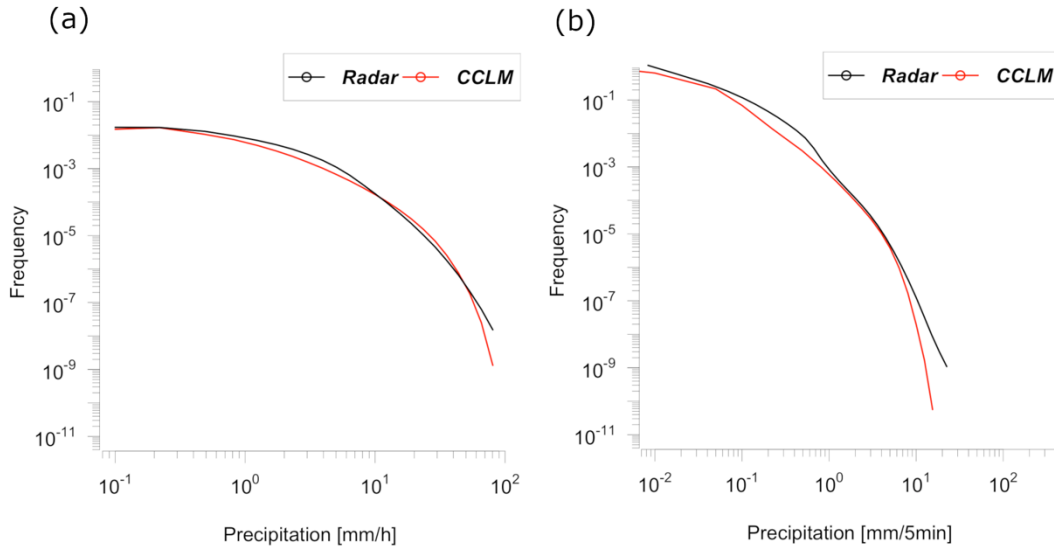 (a)
Radar CCLM
10^-1
10^-3
10^-5
10^-7
10^-9
10^-11
Frequency
10^-1 10^0 10^1 10^2
Precipitation [mm/h]
(b)
Radar CCLM
10^-1
10^-3
10^-5
10^-7
10^-9
10^-11
Frequency
10^-2 10^-1 10^0 10^1 10^2
Precipitation [mm/5min]